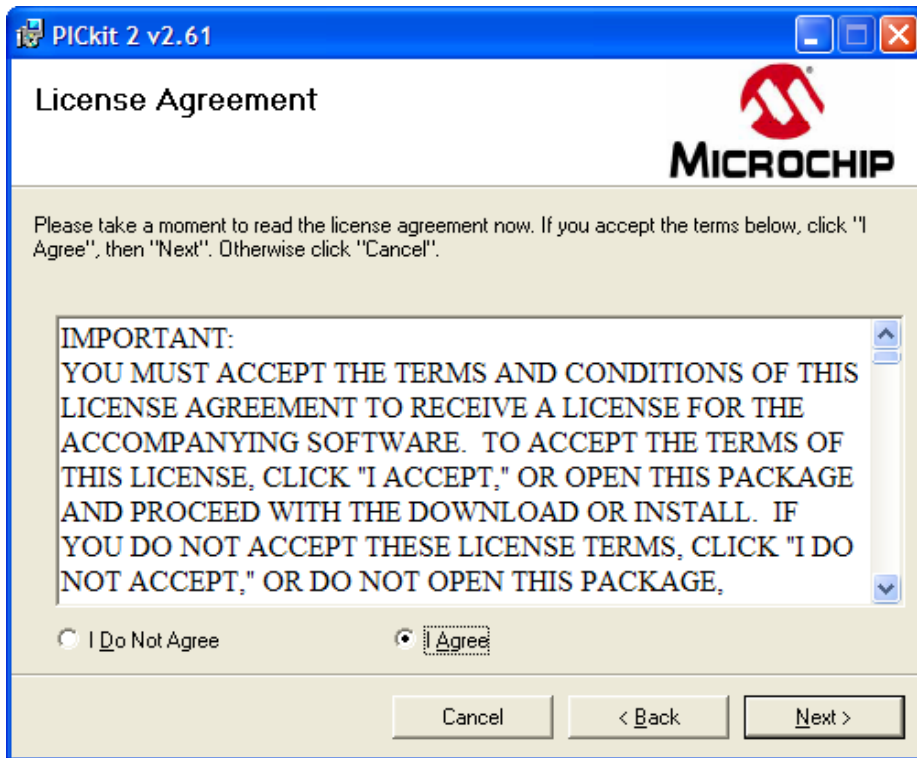 PICkit 2 v2.61
License Agreement
MICROCHIP
Please take a moment to read the license agreement now. If you accept the terms below, click "I
Agree", then "Next". Otherwise click "Cancel".
IMPORTANT:
YOU MUST ACCEPT THE TERMS AND CONDITIONS OF THIS
LICENSE AGREEMENT TO RECEIVE A LICENSE FOR THE
ACCOMPANYING SOFTWARE.  TO ACCEPT THE TERMS OF
THIS LICENSE, CLICK "I ACCEPT," OR OPEN THIS PACKAGE
AND PROCEED WITH THE DOWNLOAD OR INSTALL.  IF
YOU DO NOT ACCEPT THESE LICENSE TERMS, CLICK "I DO
NOT ACCEPT," OR DO NOT OPEN THIS PACKAGE,
I Do Not Agree
I Agree
Cancel
< Back
Next >